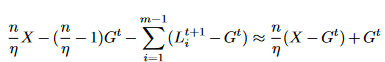 \frac{n}{\eta}X - (\frac{n}{\eta} - 1)G^t - \sum_{i=1}^{m-1}(L_i^{t+1} - G^t) \approx \frac{n}{\eta}(X - G^t) + G^t